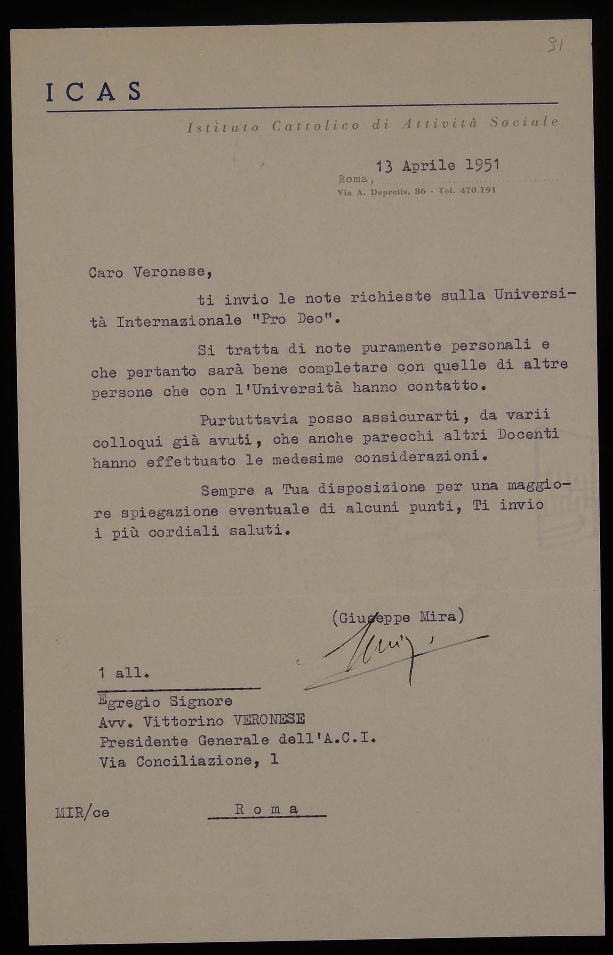 91
I C A S
Istituto Cattolico di Attività Sociale
13 Aprile 1951
Roma,
Via A. Depretis, 86 - Tel. 470.191
Caro Veronese,
ti invio le note richieste sulla Universi-
tà Internazionale "Pro Deo".
Si tratta di note puramente personali e
che pertanto sarà bene completare con quelle di altre
persone che con l'Università hanno contatto.
Purtuttavia posso assicurarti, da varii
colloqui già avuti, che anche parecchi altri Docenti
hanno effettuato le medesime considerazioni.
Sempre a Tua disposizione per una maggio-
re spiegazione eventuale di alcuni punti, Ti invio
i più cordiali saluti.
(Giuseppe Mira)
1 all.
Egregio Signore
Avv. Vittorino VERONESE
Presidente Generale dell'A.C.I.
Via Conciliazione, 1
MIR/ce
R o m a